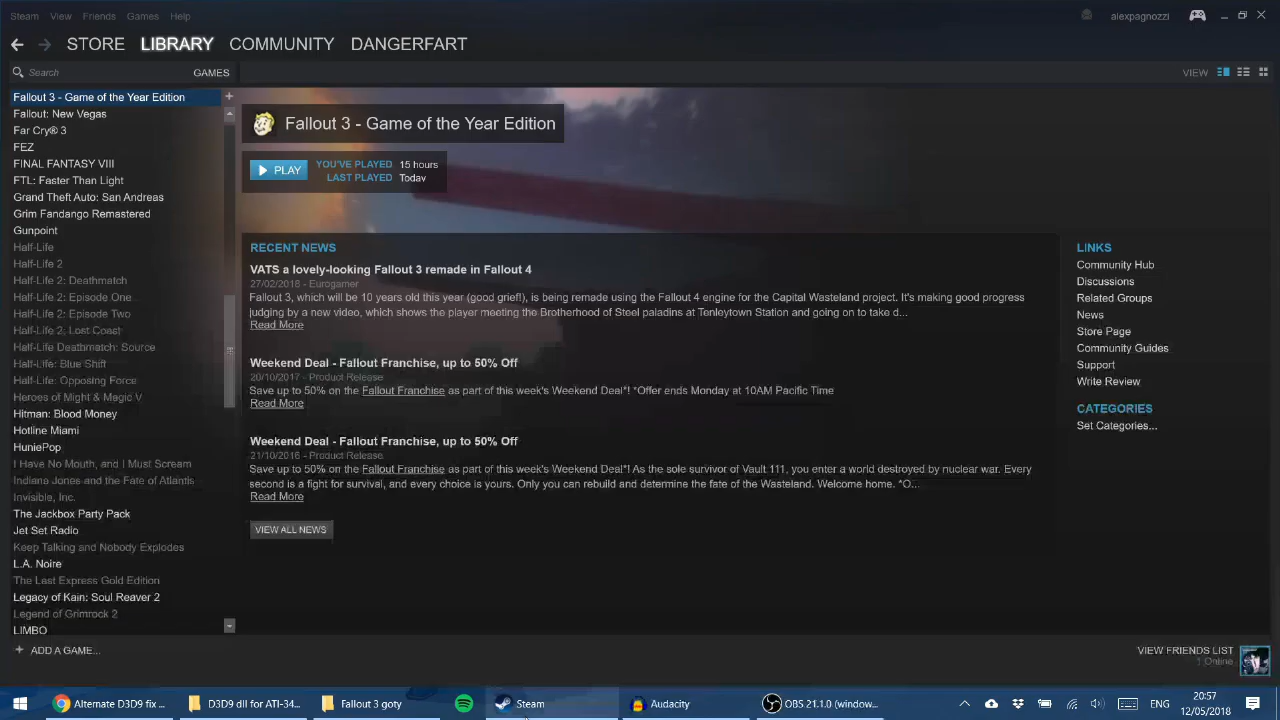 Steam View Friends Games Help
alexpagnozzi
STORE LIBRARY COMMUNITY DANGERFART
Search GAMES
VIEW
Fallout 3 - Game of the Year Edition
Fallout: New Vegas
Far Cry® 3
FEZ
FINAL FANTASY VIII
FTL: Faster Than Light
Grand Theft Auto: San Andreas
Grim Fandango Remastered
Gunpoint
Half-Life
Half-Life 2
Half-Life 2: Deathmatch
Half-Life 2: Episode One
Half-Life 2: Episode Two
Half-Life 2: Lost Coast
Half-Life Deathmatch: Source
Half-Life: Blue Shift
Half-Life: Opposing Force
Heroes of Might & Magic V
Hitman: Blood Money
Hotline Miami
HuniePop
I Have No Mouth, and I Must Scream
Indiana Jones and the Fate of Atlantis
Invisible, Inc.
The Jackbox Party Pack
Jet Set Radio
Keep Talking and Nobody Explodes
L.A. Noire
The Last Express Gold Edition
Legacy of Kain: Soul Reaver 2
Legend of Grimrock 2
LIMBO
+ ADD A GAME...
Fallout 3 - Game of the Year Edition
PLAY
YOU'VE PLAYED 15 hours
LAST PLAYED Today
RECENT NEWS
VATS a lovely-looking Fallout 3 remade in Fallout 4
27/02/2018 - Eurogamer
Fallout 3, which will be 10 years old this year (good grief!), is being remade using the Fallout 4 engine for the Capital Wasteland project. It's making good progress
judging by a new video, which shows the player meeting the Brotherhood of Steel paladins at Tenleytown Station and going on to take d...
Read More
Weekend Deal - Fallout Franchise, up to 50% Off
20/10/2017 - Product Release
Save up to 50% on the Fallout Franchise as part of this week's Weekend Deal*! *Offer ends Monday at 10AM Pacific Time
Read More
Weekend Deal - Fallout Franchise, up to 50% Off
21/10/2016 - Product Release
Save up to 50% on the Fallout Franchise as part of this week's Weekend Deal*! As the sole survivor of Vault 111, you enter a world destroyed by nuclear war. Every
second is a fight for survival, and every choice is yours. Only you can rebuild and determine the fate of the Wasteland. Welcome home. *O...
Read More
VIEW ALL NEWS
LINKS
Community Hub
Discussions
Related Groups
News
Store Page
Community Guides
Support
Write Review
CATEGORIES
Set Categories...
VIEW FRIENDS LIST
1 Online
Alternate D3D9 fix ...
D3D9 dll for ATI-34...
Fallout 3 goty
Steam
Audacity
OBS 21.1.0 (window...
20:57
12/05/2018